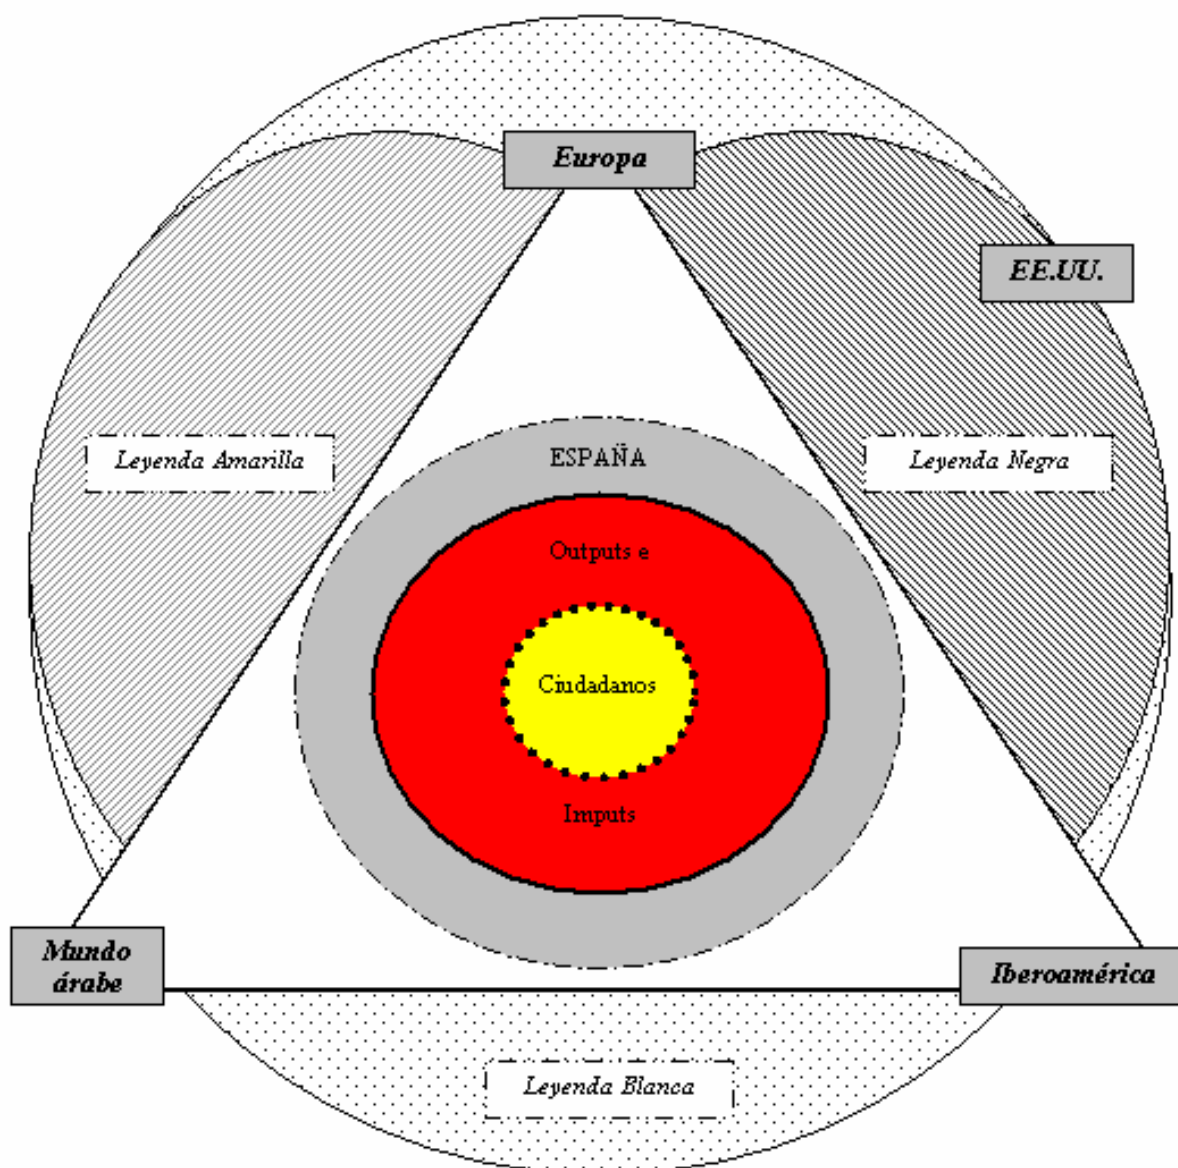 Europa
EE.UU.
Leyenda Amarilla
Leyenda Negra
ESPAÑA
Outputs e
Ciudadanos
Imputs
Mundo
árabe
Iberoamérica
Leyenda Blanca